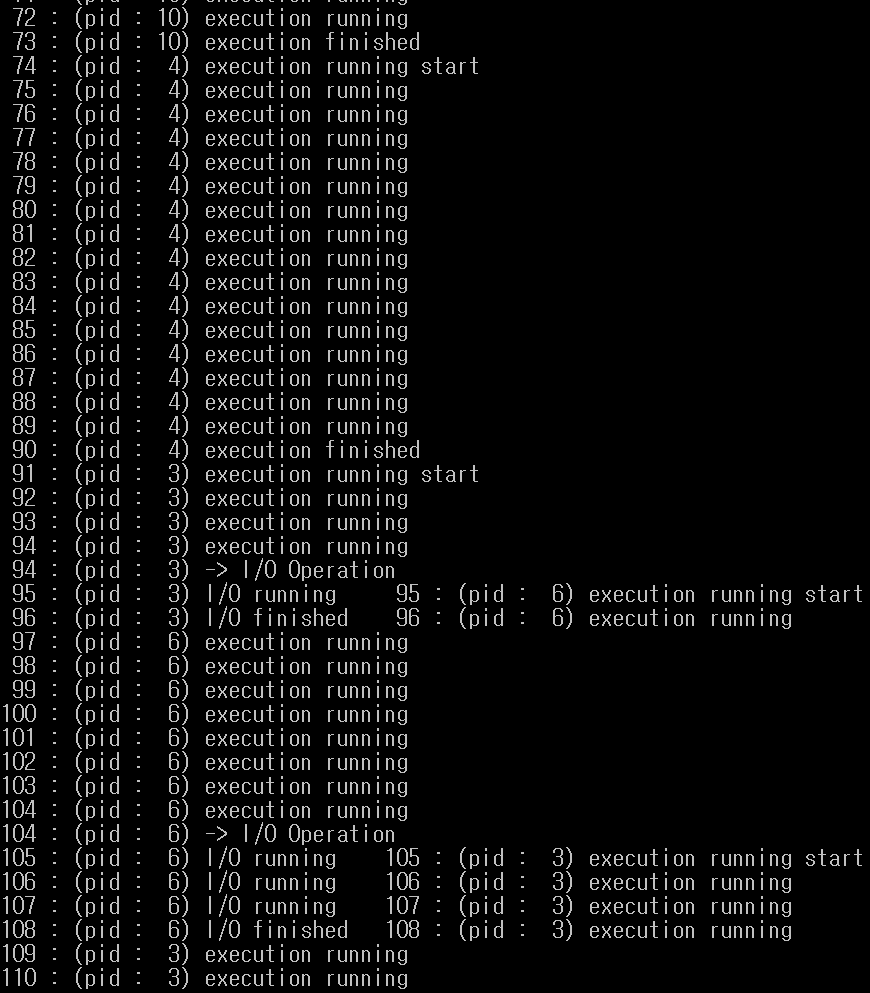 72 : (pid : 10) execution running
73 : (pid : 10) execution finished
74 : (pid :  4) execution running start
75 : (pid :  4) execution running
76 : (pid :  4) execution running
77 : (pid :  4) execution running
78 : (pid :  4) execution running
79 : (pid :  4) execution running
80 : (pid :  4) execution running
81 : (pid :  4) execution running
82 : (pid :  4) execution running
83 : (pid :  4) execution running
84 : (pid :  4) execution running
85 : (pid :  4) execution running
86 : (pid :  4) execution running
87 : (pid :  4) execution running
88 : (pid :  4) execution running
89 : (pid :  4) execution running
90 : (pid :  4) execution finished
91 : (pid :  3) execution running start
92 : (pid :  3) execution running
93 : (pid :  3) execution running
94 : (pid :  3) execution running
94 : (pid :  3) -> I/O Operation
95 : (pid :  3) I/O running     95 : (pid :  6) execution running start
96 : (pid :  3) I/O finished    96 : (pid :  6) execution running
97 : (pid :  6) execution running
98 : (pid :  6) execution running
99 : (pid :  6) execution running
100 : (pid :  6) execution running
101 : (pid :  6) execution running
102 : (pid :  6) execution running
103 : (pid :  6) execution running
104 : (pid :  6) execution running
104 : (pid :  6) -> I/O Operation
105 : (pid :  6) I/O running    105 : (pid :  3) execution running start
106 : (pid :  6) I/O running    106 : (pid :  3) execution running
107 : (pid :  6) I/O running    107 : (pid :  3) execution running
108 : (pid :  6) I/O finished   108 : (pid :  3) execution running
109 : (pid :  3) execution running
110 : (pid :  3) execution running